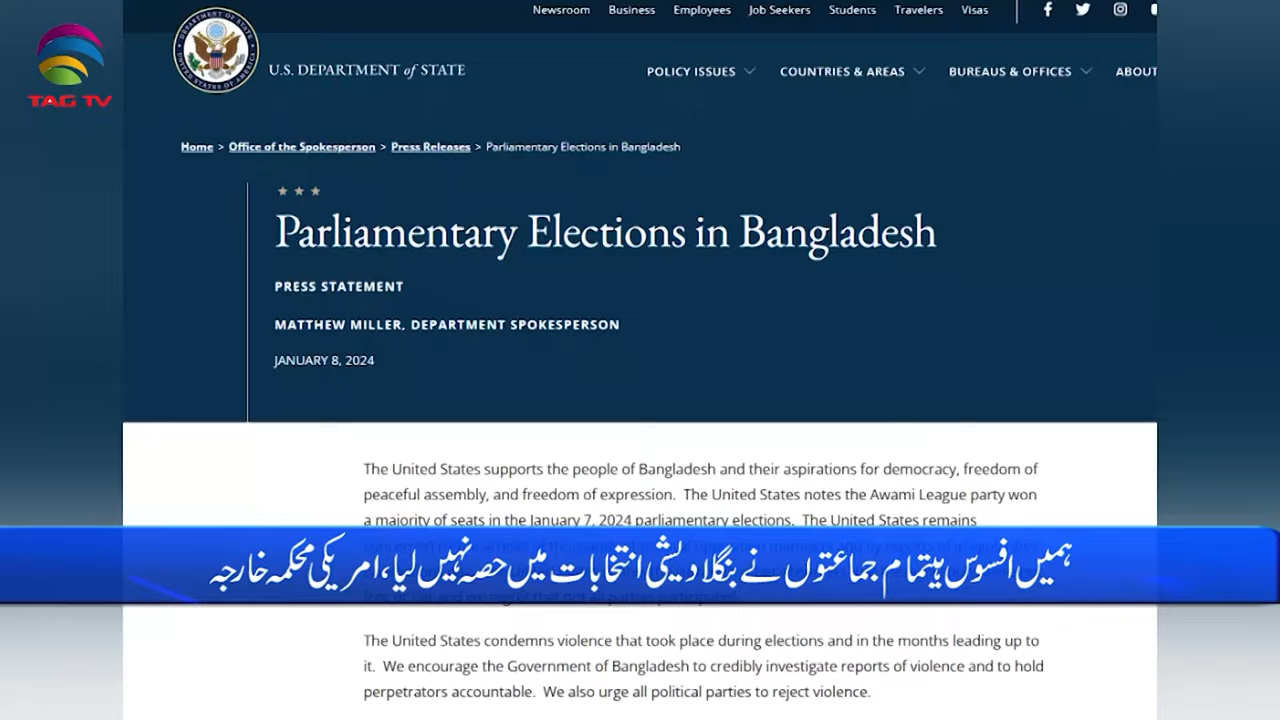 Newsroom Business Employees Job Seekers Students Travelers Visas
TAG TV
U.S. DEPARTMENT of STATE
POLICY ISSUES COUNTRIES & AREAS BUREAUS & OFFICES ABOUT
Home > Office of the Spokesperson > Press Releases > Parliamentary Elections in Bangladesh
Parliamentary Elections in Bangladesh
PRESS STATEMENT
MATTHEW MILLER, DEPARTMENT SPOKESPERSON
JANUARY 8, 2024
The United States supports the people of Bangladesh and their aspirations for democracy, freedom of
peaceful assembly, and freedom of expression. The United States notes the Awami League party won
a majority of seats in the January 7, 2024 parliamentary elections. The United States remains
ہمیں افسوس ہیتمام جماعتوں نے بنگلادیشی انتخابات میں حصہ نہیں لیا، امریکی محکمہ خارجہ
The United States condemns violence that took place during elections and in the months leading up to
it. We encourage the Government of Bangladesh to credibly investigate reports of violence and to hold
perpetrators accountable. We also urge all political parties to reject violence.